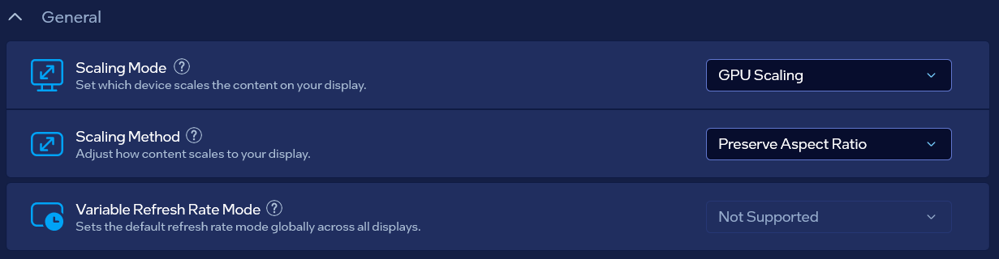 General
Scaling Mode ?
Set which device scales the content on your display.
GPU Scaling
Scaling Method ?
Adjust how content scales to your display.
Preserve Aspect Ratio
Variable Refresh Rate Mode ?
Sets the default refresh rate mode globally across all displays.
Not Supported